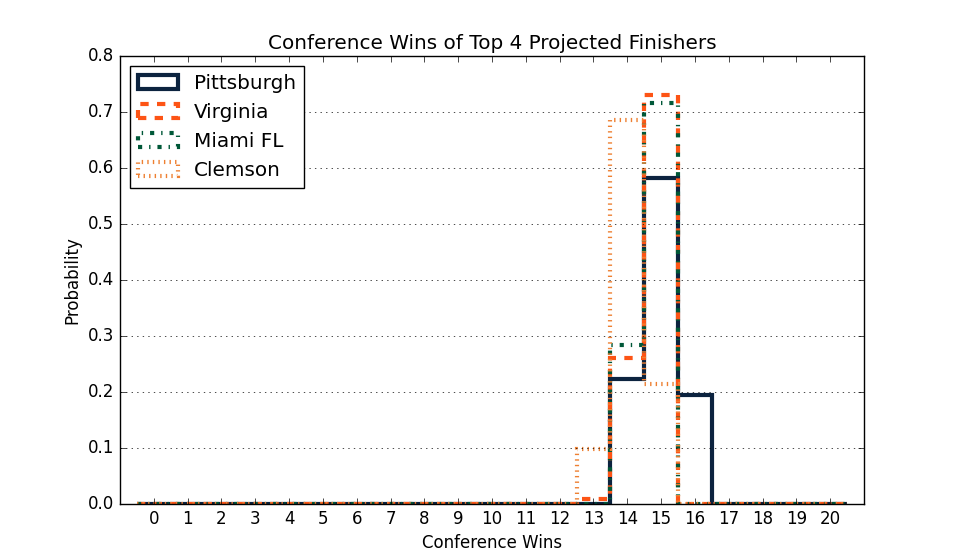 Conference Wins of Top 4 Projected Finishers
0.8
0.7
0.6
0.5
0.4
0.3
0.2
0.1
0.0
Probability
Pittsburgh
Virginia
Miami FL
Clemson
0 1 2 3 4 5 6 7 8 9 10 11 12 13 14 15 16 17 18 19 20
Conference Wins